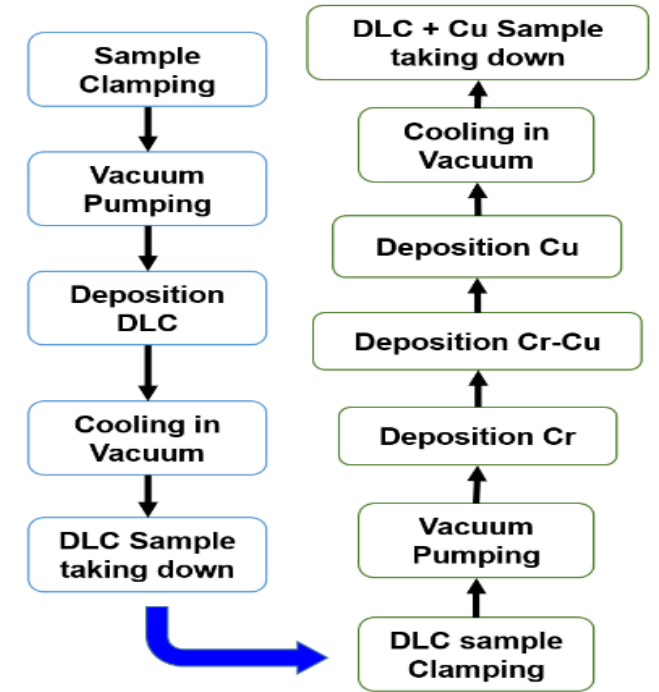 Sample
Clamping
Vacuum
Pumping
Deposition
DLC
Cooling in
Vacuum
DLC Sample
taking down
DLC sample
Clamping
Vacuum
Pumping
Deposition Cr
Deposition Cr-Cu
Deposition Cu
Cooling in
Vacuum
DLC + Cu Sample
taking down